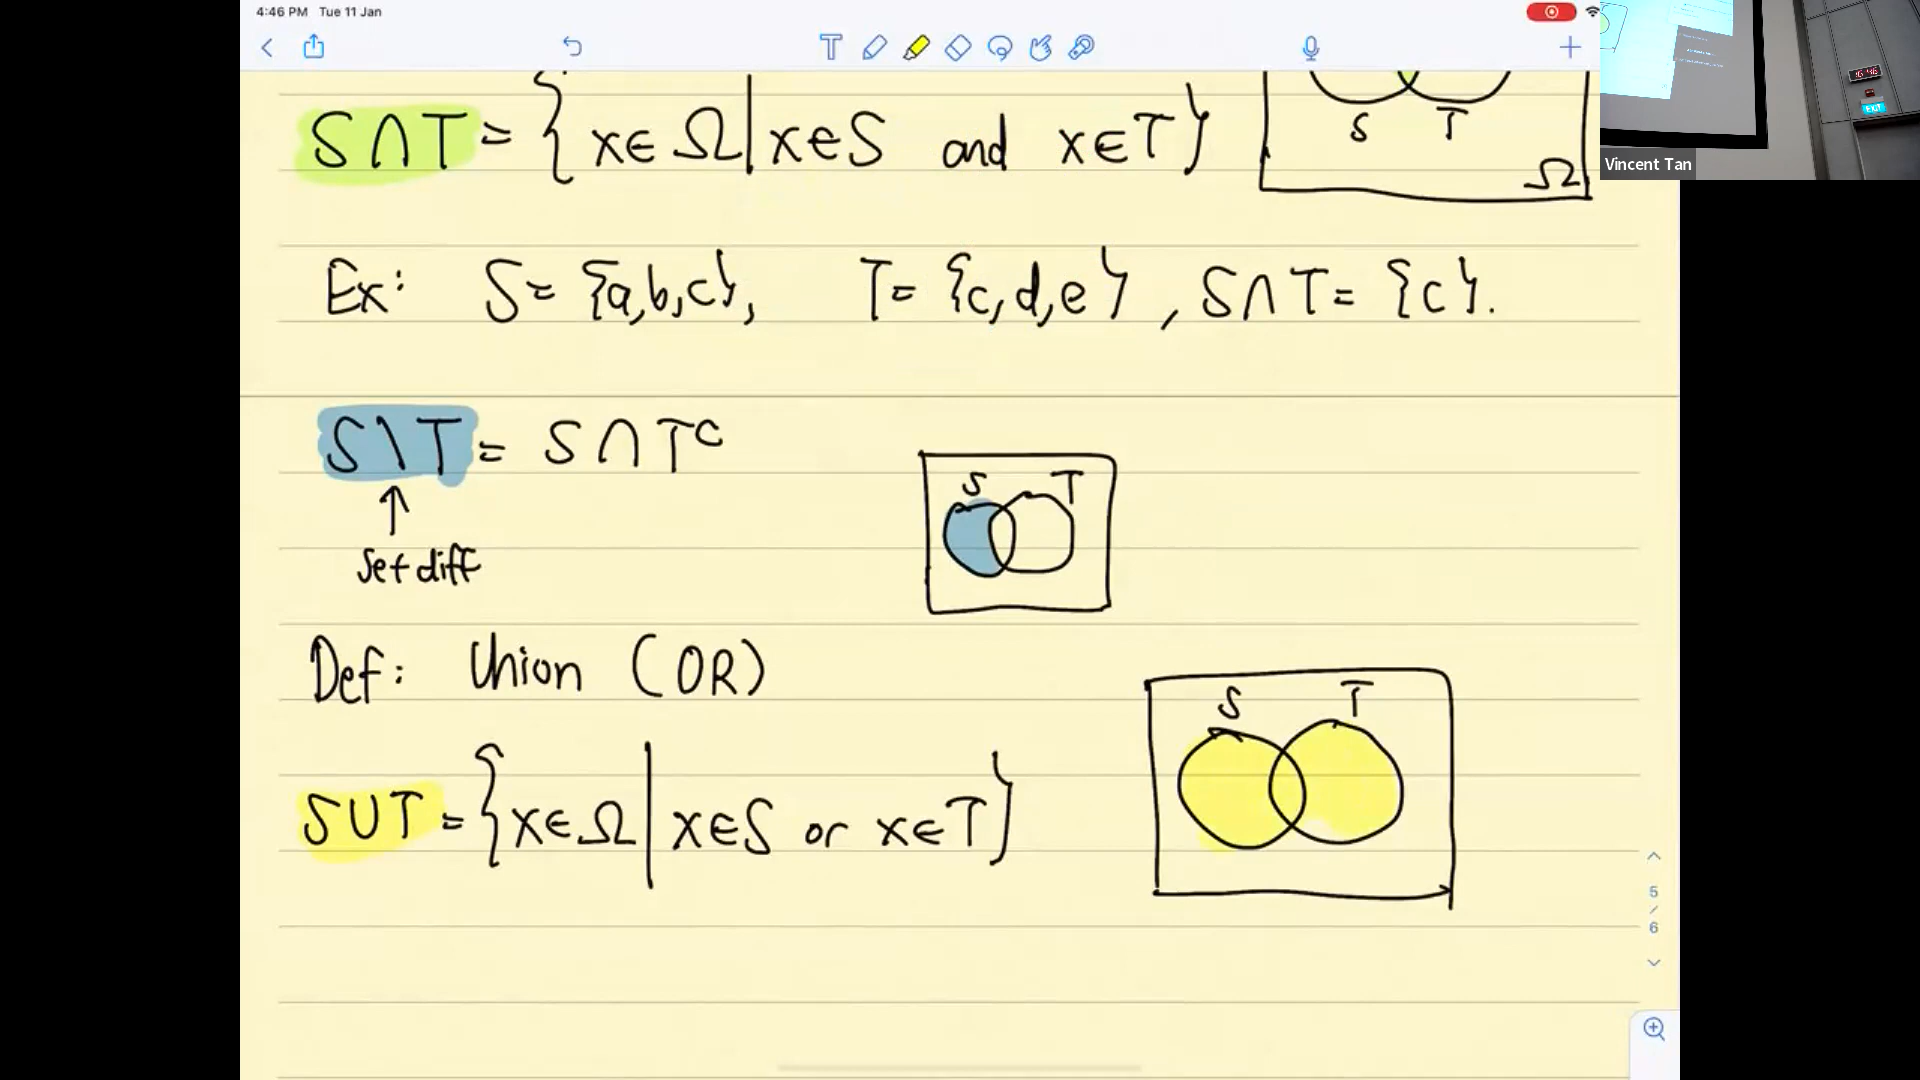 4:46 PM Tue 11 Jan
S∩T = { x∈Ω | x∈S and x∈T }
S T
Ω
Vincent Tan
EXIT
Ex: S = {a,b,c}, T = {c,d,e}, S∩T = {c}.
S\T = S∩Tᶜ
S T
↑
set diff
Def: Union (OR)
S T
S∪T = { x∈Ω | x∈S or x∈T }
5
/
6